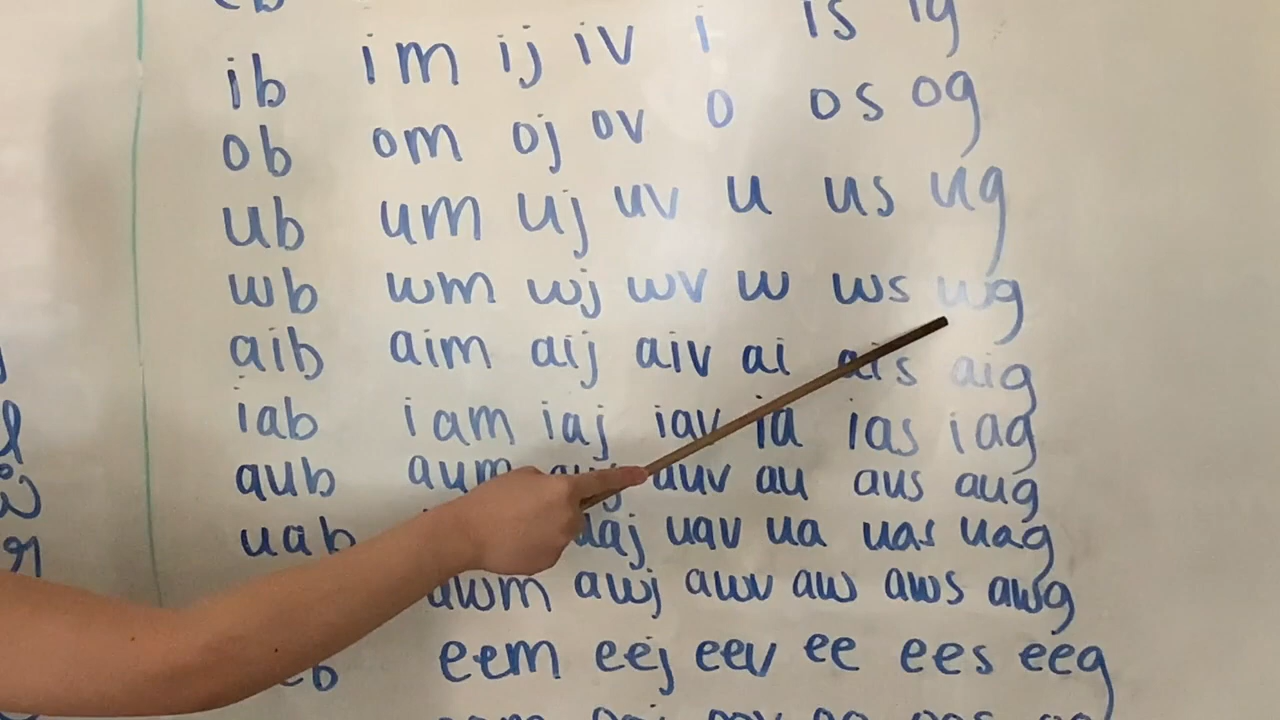 ib im ij iv i is ig
ob om oj ov o os og
ub um uj uv u us ug
wb wm wj wv w ws wg
aib aim aij aiv ai ais aig
iab iam iaj iav ia ias iag
aub aum auj auv au aus aug
uab uaj uav ua uas uag
awm awj awv aw aws awg
eem eej eev ee ees eeg